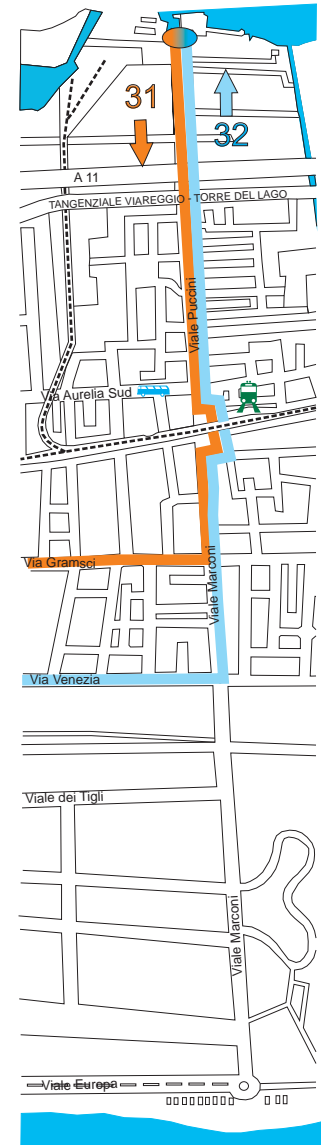 31
32
A 11
TANGENZIALE VIAREGGIO - TORRE DEL LAGO
Viale Puccini
Via Aurelia Sud
Via Gramsci
Viale Marconi
Via Venezia
Viale dei Tigli
Viale Marconi
Viale Europa